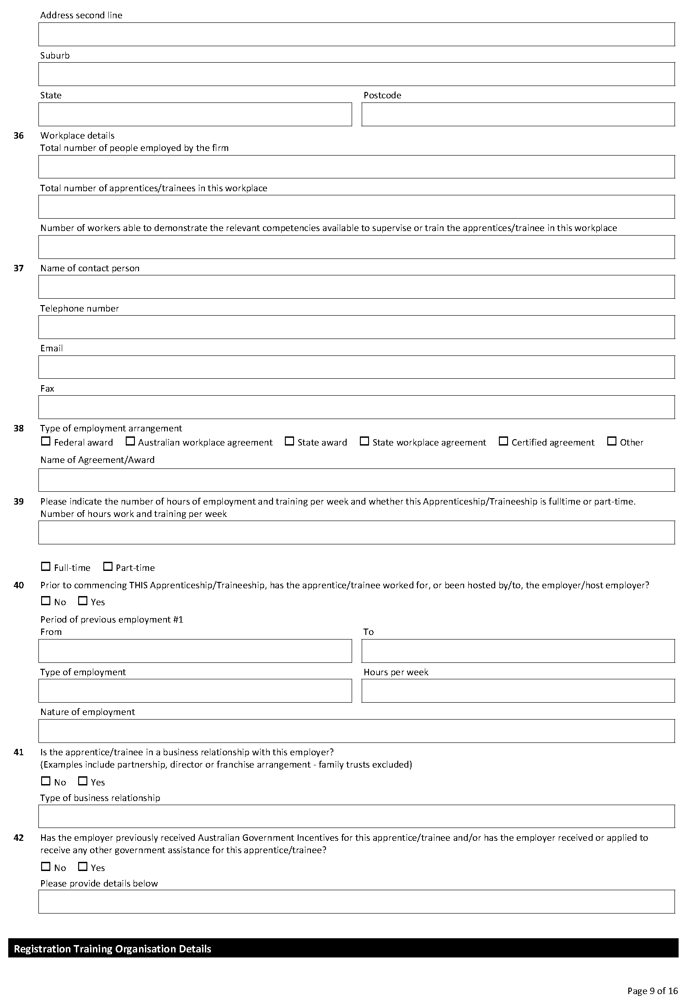 Address second line
Suburb
State Postcode
36 Workplace details
Total number of people employed by the firm
Total number of apprentices/trainees in this workplace
Number of workers able to demonstrate the relevant competencies available to supervise or train the apprentices/trainee in this workplace
37 Name of contact person
Telephone number
Email
Fax
38 Type of employment arrangement
Federal award Australian workplace agreement State award State workplace agreement Certified agreement Other
Name of Agreement/Award
39 Please indicate the number of hours of employment and training per week and whether this Apprenticeship/Traineeship is fulltime or part-time.
Number of hours work and training per week
Full-time Part-time
40 Prior to commencing THIS Apprenticeship/Traineeship, has the apprentice/trainee worked for, or been hosted by/to, the employer/host employer?
No Yes
Period of previous employment #1
From To
Type of employment Hours per week
Nature of employment
41 Is the apprentice/trainee in a business relationship with this employer?
(Examples include partnership, director or franchise arrangement - family trusts excluded)
No Yes
Type of business relationship
42 Has the employer previously received Australian Government Incentives for this apprentice/trainee and/or has the employer received or applied to
receive any other government assistance for this apprentice/trainee?
No Yes
Please provide details below
Registration Training Organisation Details
Page 9 of 16